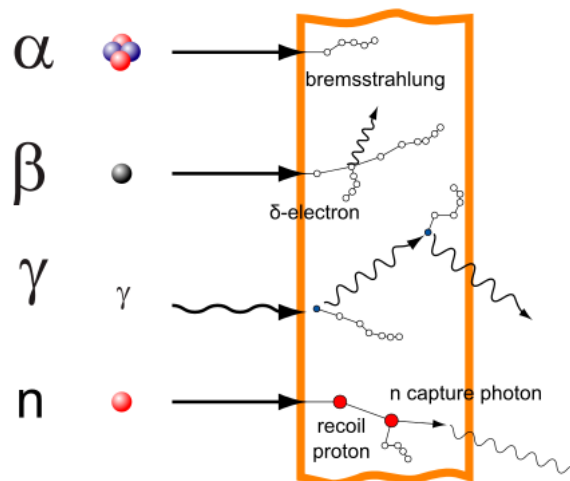 α
bremsstrahlung
β
δ-electron
γ
γ
n
n capture photon
recoil
proton